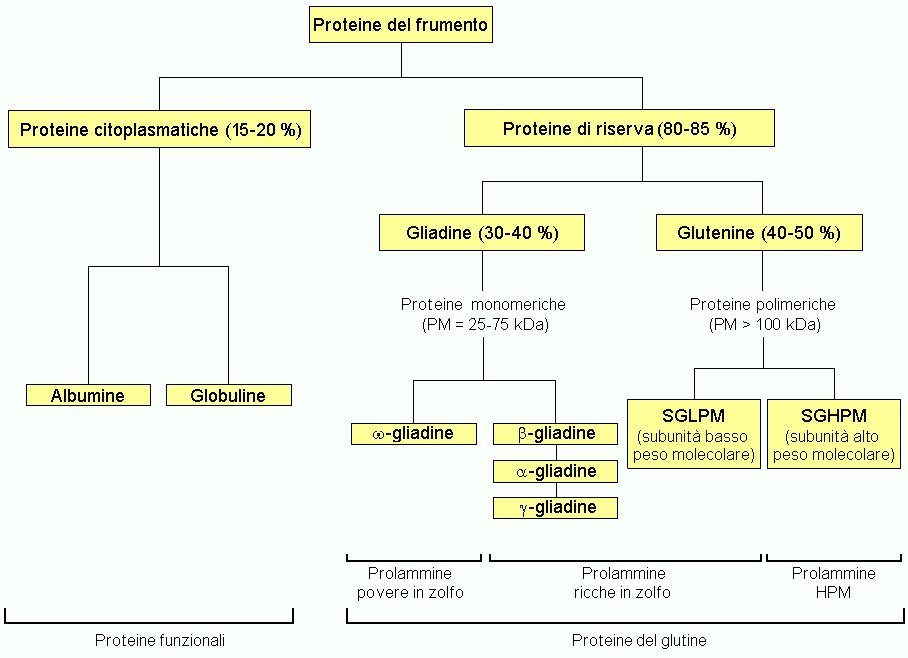 Proteine del frumento
Proteine citoplasmatiche (15-20 %)
Proteine di riserva (80-85 %)
Gliadine (30-40 %)
Glutenine (40-50 %)
Proteine monomeriche
(PM = 25-75 kDa)
Proteine polimeriche
(PM > 100 kDa)
Albumine
Globuline
ω-gliadine
β-gliadine
α-gliadine
γ-gliadine
SGLPM
(subunità basso
peso molecolare)
SGHPM
(subunità alto
peso molecolare)
Prolammine
povere in zolfo
Prolammine
ricche in zolfo
Prolammine
HPM
Proteine funzionali
Proteine del glutine